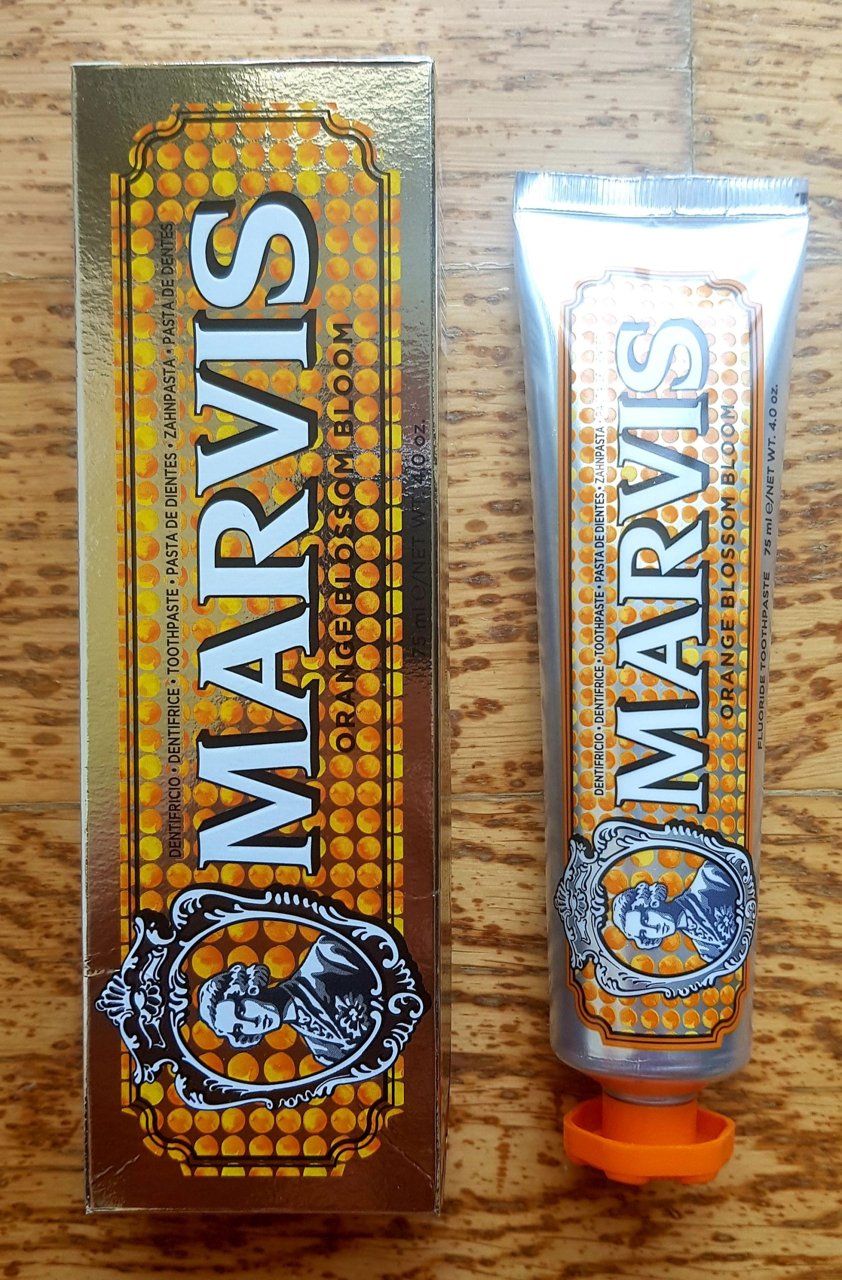 DENTIFRICIO • DENTIFRICE • TOOTHPASTE • PASTA DE DIENTES • ZAHNPASTA • PASTA DE DENTES
MARVIS
ORANGE BLOSSOM BLOOM
75 ml ℮/NET WT. 4.0 oz.
DENTIFRICIO • DENTIFRICE • TOOTHPASTE • PASTA DE DIENTES • ZAHNPASTA •
MARVIS
ORANGE BLOSSOM BLOOM
FLUORIDE TOOTHPASTE 75 ml ℮/NET WT. 4.0 oz.